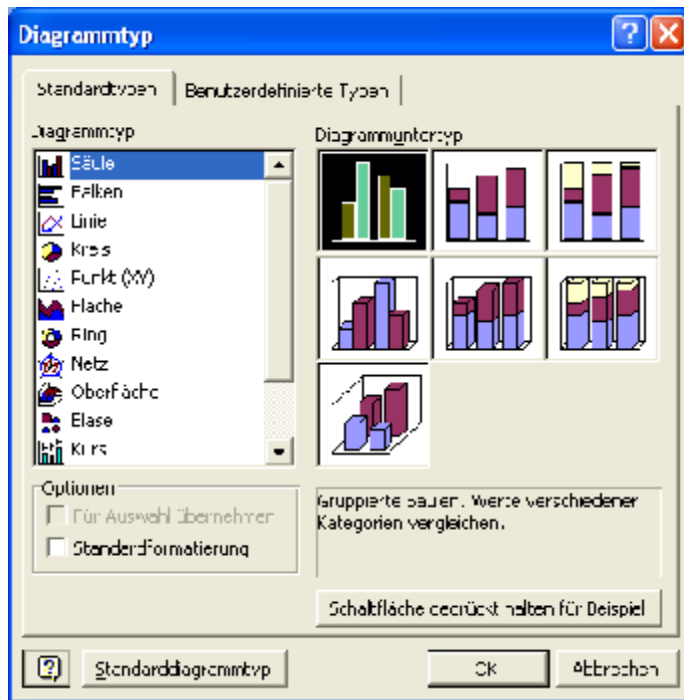 Diagrammtyp
Standardtypen
Benutzerdefinierte Typen
Diagrammtyp
Diagrammuntertyp
Säule
Balken
Linie
Kreis
Punkt (XY)
Fläche
Ring
Netz
Oberfläche
Blase
Kurs
Optionen
Für Auswahl übernehmen
Standardformatierung
Gruppierte Säulen. Werte verschiedener
Kategorien vergleichen.
Schaltfläche gedrückt halten für Beispiel
Standarddiagrammtyp
OK
Abbrechen